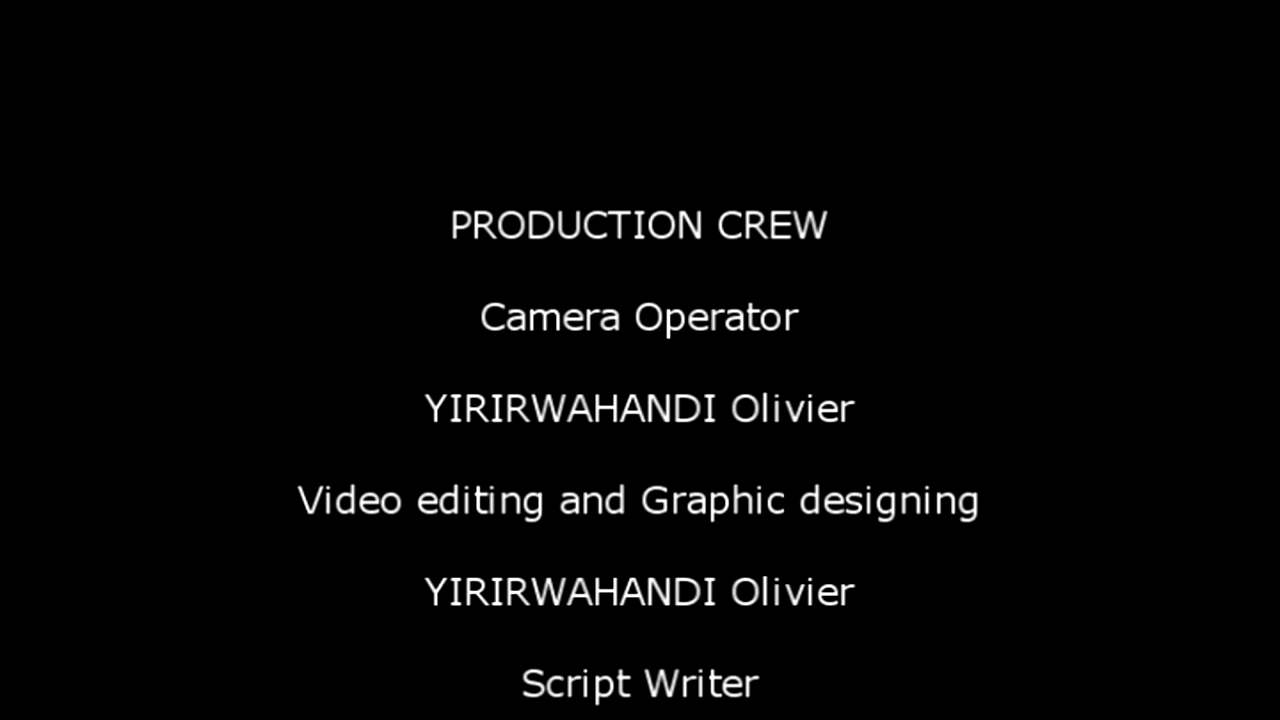 PRODUCTION CREW
Camera Operator
YIRIRWAHANDI Olivier
Video editing and Graphic designing
YIRIRWAHANDI Olivier
Script Writer